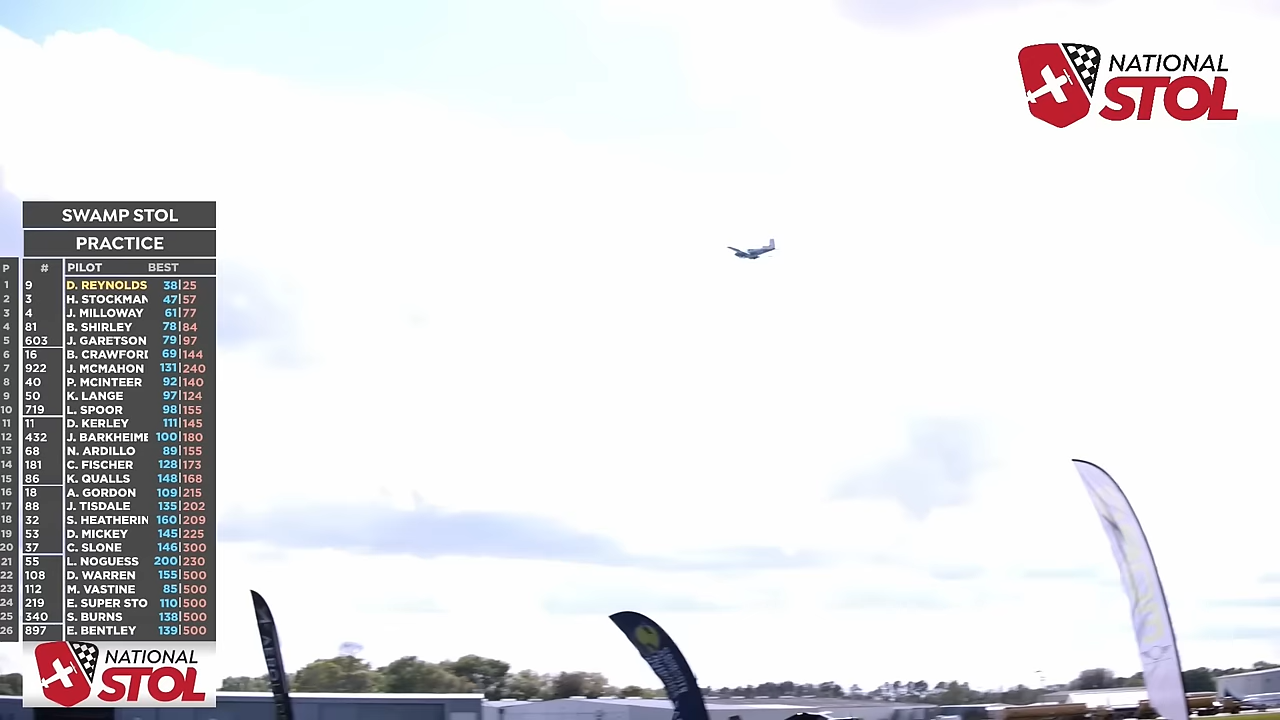 NATIONAL
STOL
SWAMP STOL
PRACTICE
P # PILOT BEST
1 9 D. REYNOLDS 38|25
2 3 H. STOCKMAN 47|57
3 4 J. MILLOWAY 61|77
4 81 B. SHIRLEY 78|84
5 603 J. GARETSON 79|97
6 16 B. CRAWFORD 69|144
7 922 J. MCMAHON 131|240
8 40 P. MCINTEER 92|140
9 50 K. LANGE 97|124
10 719 L. SPOOR 98|155
11 11 D. KERLEY 111|145
12 432 J. BARKHEIME 100|180
13 68 N. ARDILLO 89|155
14 181 C. FISCHER 128|173
15 86 K. QUALLS 148|168
16 18 A. GORDON 109|215
17 88 J. TISDALE 135|202
18 32 S. HEATHERIN 160|209
19 53 D. MICKEY 145|225
20 37 C. SLONE 146|300
21 55 L. NOGUESS 200|230
22 108 D. WARREN 155|500
23 112 M. VASTINE 85|500
24 219 E. SUPER STO 110|500
25 340 S. BURNS 138|500
26 897 E. BENTLEY 139|500
NATIONAL
STOL